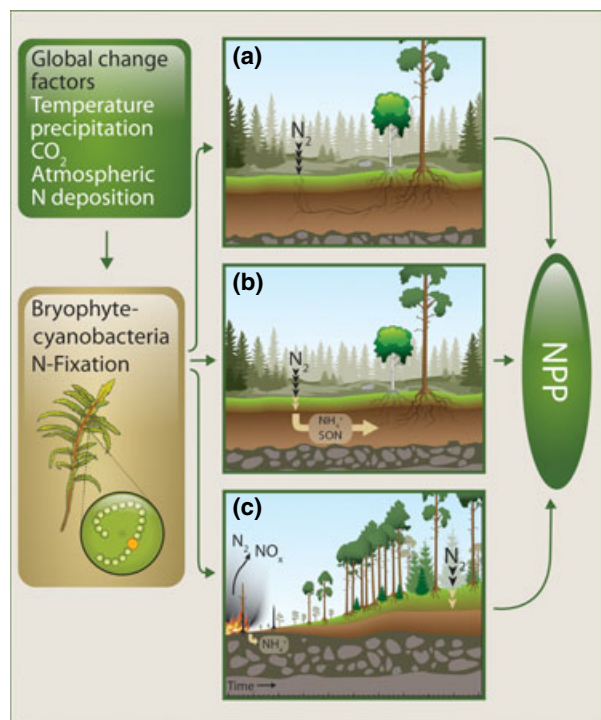 Global change
factors
Temperature
precipitation
CO₂
Atmospheric
N deposition
Bryophyte-
cyanobacteria
N-Fixation
(a)
N₂
(b)
N₂
NH₄⁺
SON
(c)
N₂
NOₓ
N₂
NH₄⁺
Time →
NPP